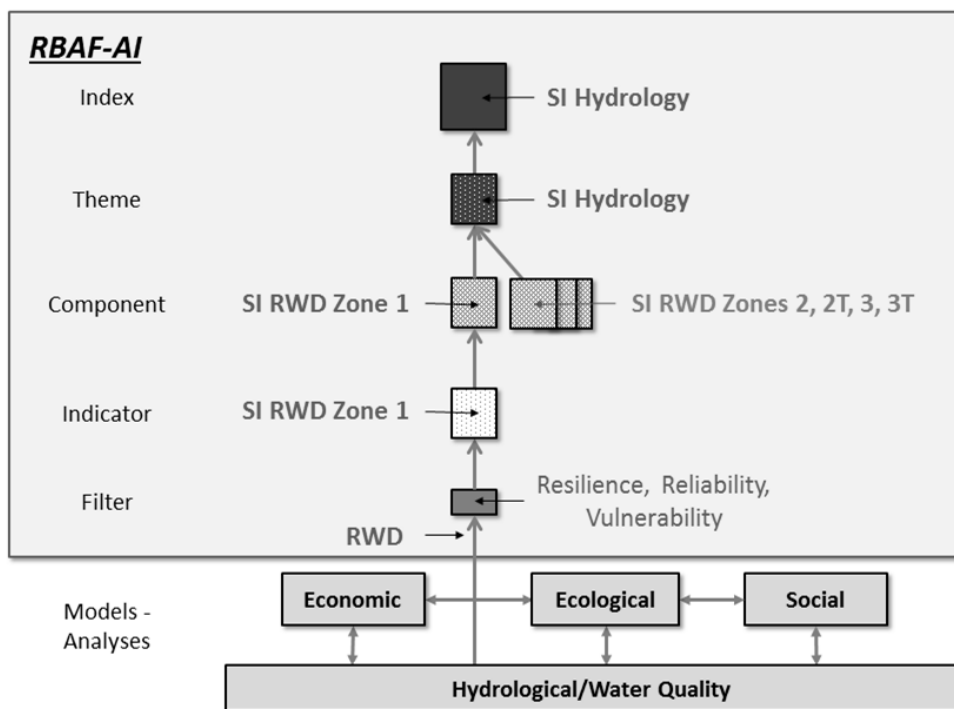 RBAF-AI
Index
SI Hydrology
Theme
SI Hydrology
Component
SI RWD Zone 1
SI RWD Zones 2, 2T, 3, 3T
Indicator
SI RWD Zone 1
Filter
Resilience, Reliability,
Vulnerability
RWD
Models -
Analyses
Economic
Ecological
Social
Hydrological/Water Quality